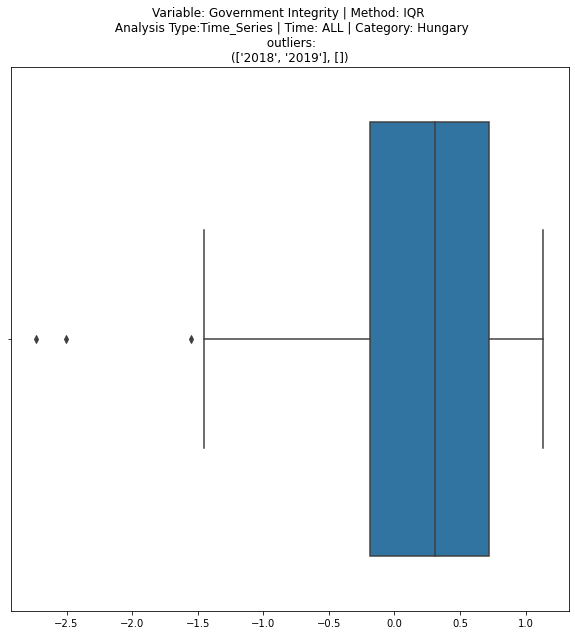 Variable: Government Integrity | Method: IQR
Analysis Type:Time_Series | Time: ALL | Category: Hungary
outliers:
(['2018', '2019'], [])
−2.5 −2.0 −1.5 −1.0 −0.5 0.0 0.5 1.0